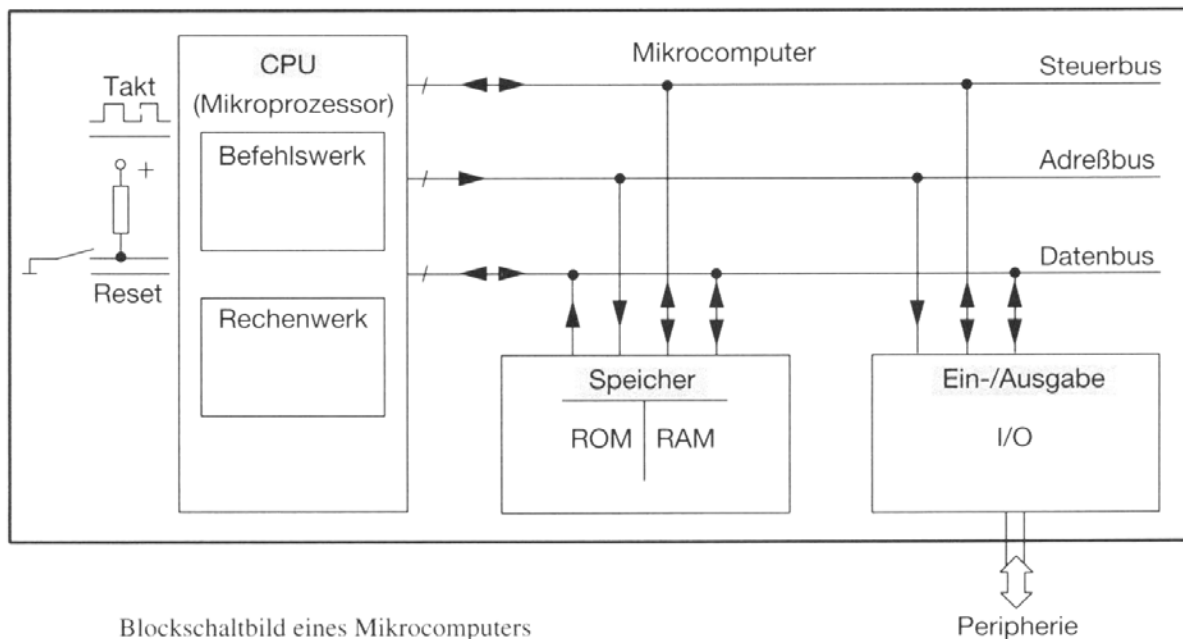 CPU
(Mikroprozessor)
Mikrocomputer
Steuerbus
Takt
Befehlswerk
Adreßbus
+
Datenbus
Reset
Rechenwerk
Speicher
ROM RAM
Ein-/Ausgabe
I/O
Blockschaltbild eines Mikrocomputers
Peripherie